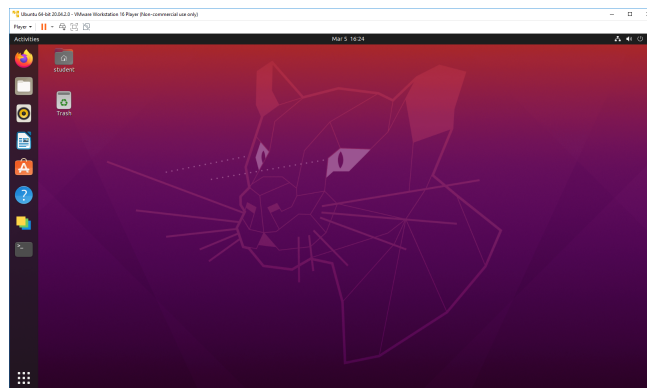 Ubuntu 64-bit 20.04.2.0 - VMware Workstation 16 Player (Non-commercial use only)
Player
Activities
Mar 5 16:24
student
Trash